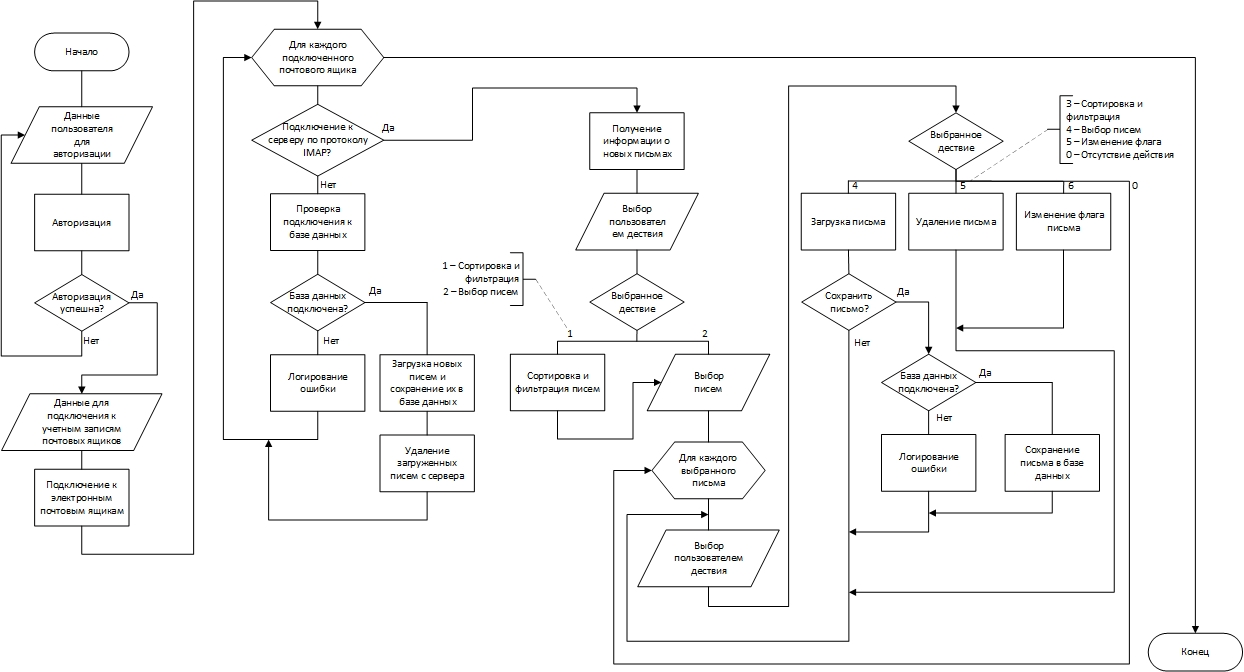 Начало
Данные
пользователя
для
авторизации
Авторизация
Авторизация
успешна?
Да
Нет
Данные для
подключения к
учетным записям
почтовых ящиков
Подключение к
электронным
почтовым ящикам
Для каждого
подключенного
почтового ящика
Подключение к
серверу по протоколу
IMAP?
Да
Нет
Проверка
подключения к
базе данных
База данных
подключена?
Да
Нет
Логирование
ошибки
Загрузка новых
писем и
сохранение их в
базе данных
Удаление
загруженных
писем с сервера
Получение
информации о
новых письмах
Выбор
пользовател
ем дествия
1 – Сортировка и
фильтрация
2 – Выбор писем
Выбранное
дествие
1
2
Сортировка и
фильтрация писем
Выбор
писем
Для каждого
выбранного
письма
Выбор
пользователем
дествия
Выбранное
дествие
3 – Сортировка и
фильтрация
4 – Выбор писем
5 – Изменение флага
0 – Отсутствие действия
4
5
6
0
Загрузка письма
Удаление письма
Изменение флага
письма
Сохранить
письмо?
Да
Нет
База данных
подключена?
Да
Нет
Логирование
ошибки
Сохранение
письма в базе
данных
Конец